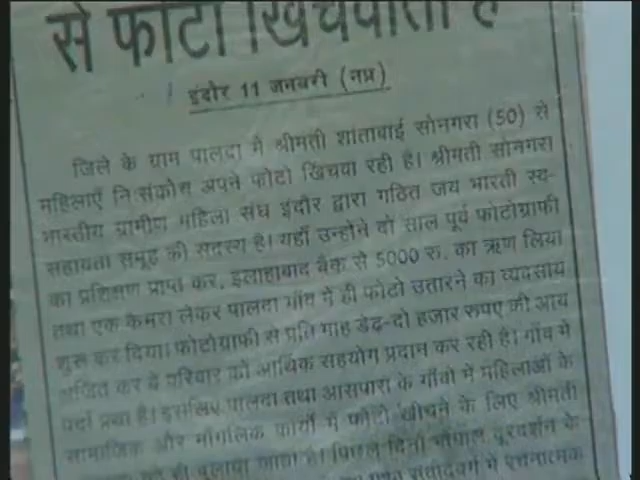 से फोटो खिंचवाती है
इंदौर 11 जनवरी (नप्र)
जिले के ग्राम पालदा में श्रीमती शांताबाई सोनगरा (50) से
महिलाएँ नि संकोच अपने फोटो खिंचवा रही है। श्रीमती सोनगरा
भारतीय ग्रामीण महिला संघ इंदौर द्वारा गठित जय भारती स्व-
सहायता समूह की सदस्य है। यहाँ उन्होने दो साल पूर्व फोटोग्राफी
का प्रशिक्षण प्राप्त कर, इलाहाबाद बैंक से 5000 रु. का ऋण लिया
तथा एक केमरा लेकर पालदा गाँव में ही फोटो उतारने का व्यवसाय
शुरू कर दिया। फोटोग्राफी से प्रति माह डेढ़-दो हजार रूपए की आय
अर्जित कर वे परिवार को आर्थिक सहयोग प्रदान कर रही है। गाँव में
पर्दा प्रथा है। इसलिए पालदा तथा आसपास के गाँवों में महिलाओं के
सामाजिक और माँगलिक कार्यो में फोटो खींचने के लिए श्रीमती
को ही बुलाया जाता है। पिछले दिनों भोपाल दूरदर्शन के